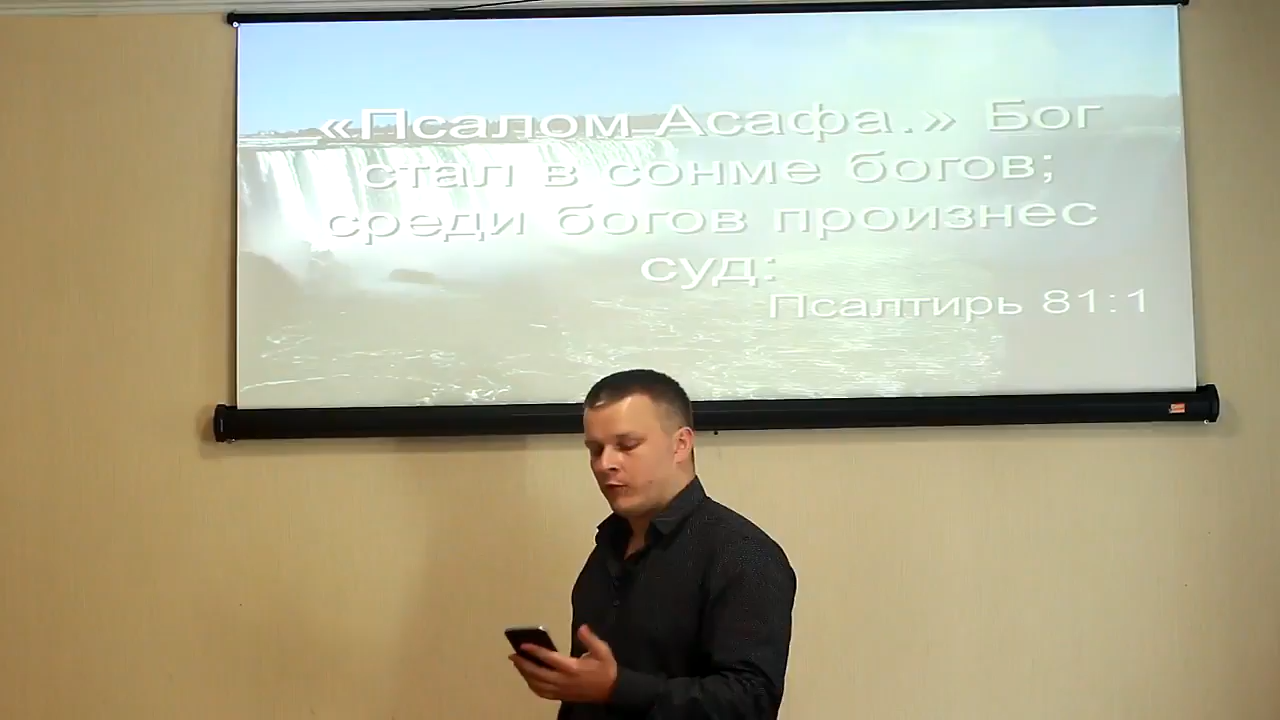 «Псалом Асафа.» Бог
стал в сонме богов;
среди богов произнес
суд:
Псалтирь 81:1